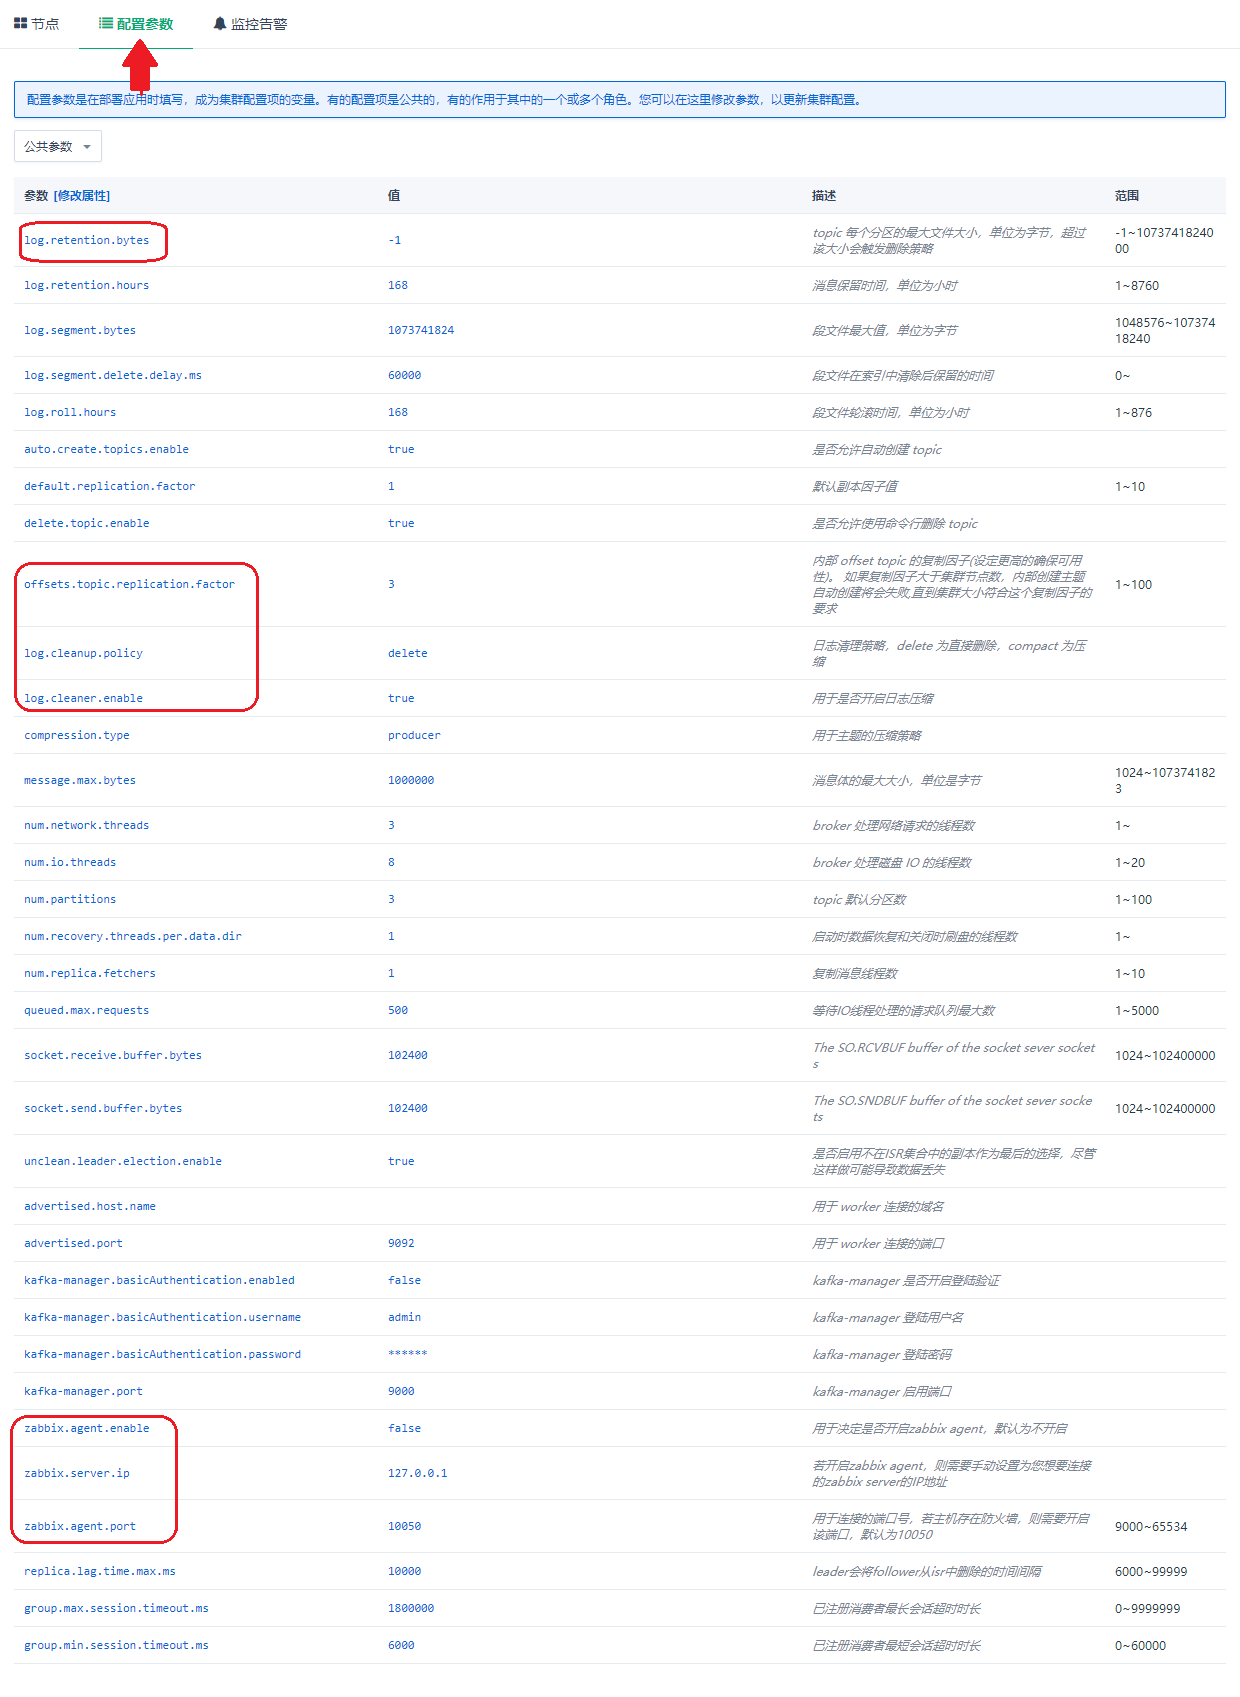 节点 配置参数 监控告警
配置参数是在部署应用时填写，成为集群配置项的变量。有的配置项是公共的，有的作用于其中的一个或多个角色。您可以在这里修改参数，以更新集群配置。
公共参数
参数 [修改属性] 值 描述 范围
log.retention.bytes -1 topic 每个分区的最大文件大小，单位为字节，超过 -1~10737418240
该大小会触发删除策略 00
log.retention.hours 168 消息保留时间，单位为小时 1~8760
log.segment.bytes 1073741824 段文件最大值，单位为字节 1048576~107374
18240
log.segment.delete.delay.ms 60000 段文件在索引中清除后保留的时间 0~
log.roll.hours 168 段文件轮滚时间，单位为小时 1~876
auto.create.topics.enable true 是否允许自动创建 topic
default.replication.factor 1 默认副本因子值 1~10
delete.topic.enable true 是否允许使用命令行删除 topic
offsets.topic.replication.factor 3 内部 offset topic 的复制因子(设定更高的确保可用 1~100
性)。 如果复制因子大于集群节点数，内部创建主题
自动创建将会失败,直到集群大小符合这个复制因子的
要求
log.cleanup.policy delete 日志清理策略，delete 为直接删除，compact 为压
缩
log.cleaner.enable true 用于是否开启日志压缩
compression.type producer 用于主题的压缩策略
message.max.bytes 1000000 消息体的最大大小，单位是字节 1024~107374182
3
num.network.threads 3 broker 处理网络请求的线程数 1~
num.io.threads 8 broker 处理磁盘 IO 的线程数 1~20
num.partitions 3 topic 默认分区数 1~100
num.recovery.threads.per.data.dir 1 启动时数据恢复和关闭时刷盘的线程数 1~
num.replica.fetchers 1 复制消息线程数 1~10
queued.max.requests 500 等待IO线程处理的请求队列最大数 1~5000
socket.receive.buffer.bytes 102400 The SO.RCVBUF buffer of the socket sever socket 1024~102400000
s
socket.send.buffer.bytes 102400 The SO.SNDBUF buffer of the socket sever socke 1024~102400000
ts
unclean.leader.election.enable true 是否启用不在ISR集合中的副本作为最后的选择，尽管
这样做可能导致数据丢失
advertised.host.name 用于 worker 连接的域名
advertised.port 9092 用于 worker 连接的端口
kafka-manager.basicAuthentication.enabled false kafka-manager 是否开启登陆验证
kafka-manager.basicAuthentication.username admin kafka-manager 登陆用户名
kafka-manager.basicAuthentication.password ****** kafka-manager 登陆密码
kafka-manager.port 9000 kafka-manager 启用端口
zabbix.agent.enable false 用于决定是否开启zabbix agent，默认为不开启
zabbix.server.ip 127.0.0.1 若开启zabbix agent，则需要手动设置为您想要连接
的zabbix server的IP地址
zabbix.agent.port 10050 用于连接的端口号，若主机存在防火墙，则需要开启 9000~65534
该端口，默认为10050
replica.lag.time.max.ms 10000 leader会将follower从isr中删除的时间间隔 6000~99999
group.max.session.timeout.ms 1800000 已注册消费者最长会话超时时长 0~9999999
group.min.session.timeout.ms 6000 已注册消费者最短会话超时时长 0~60000